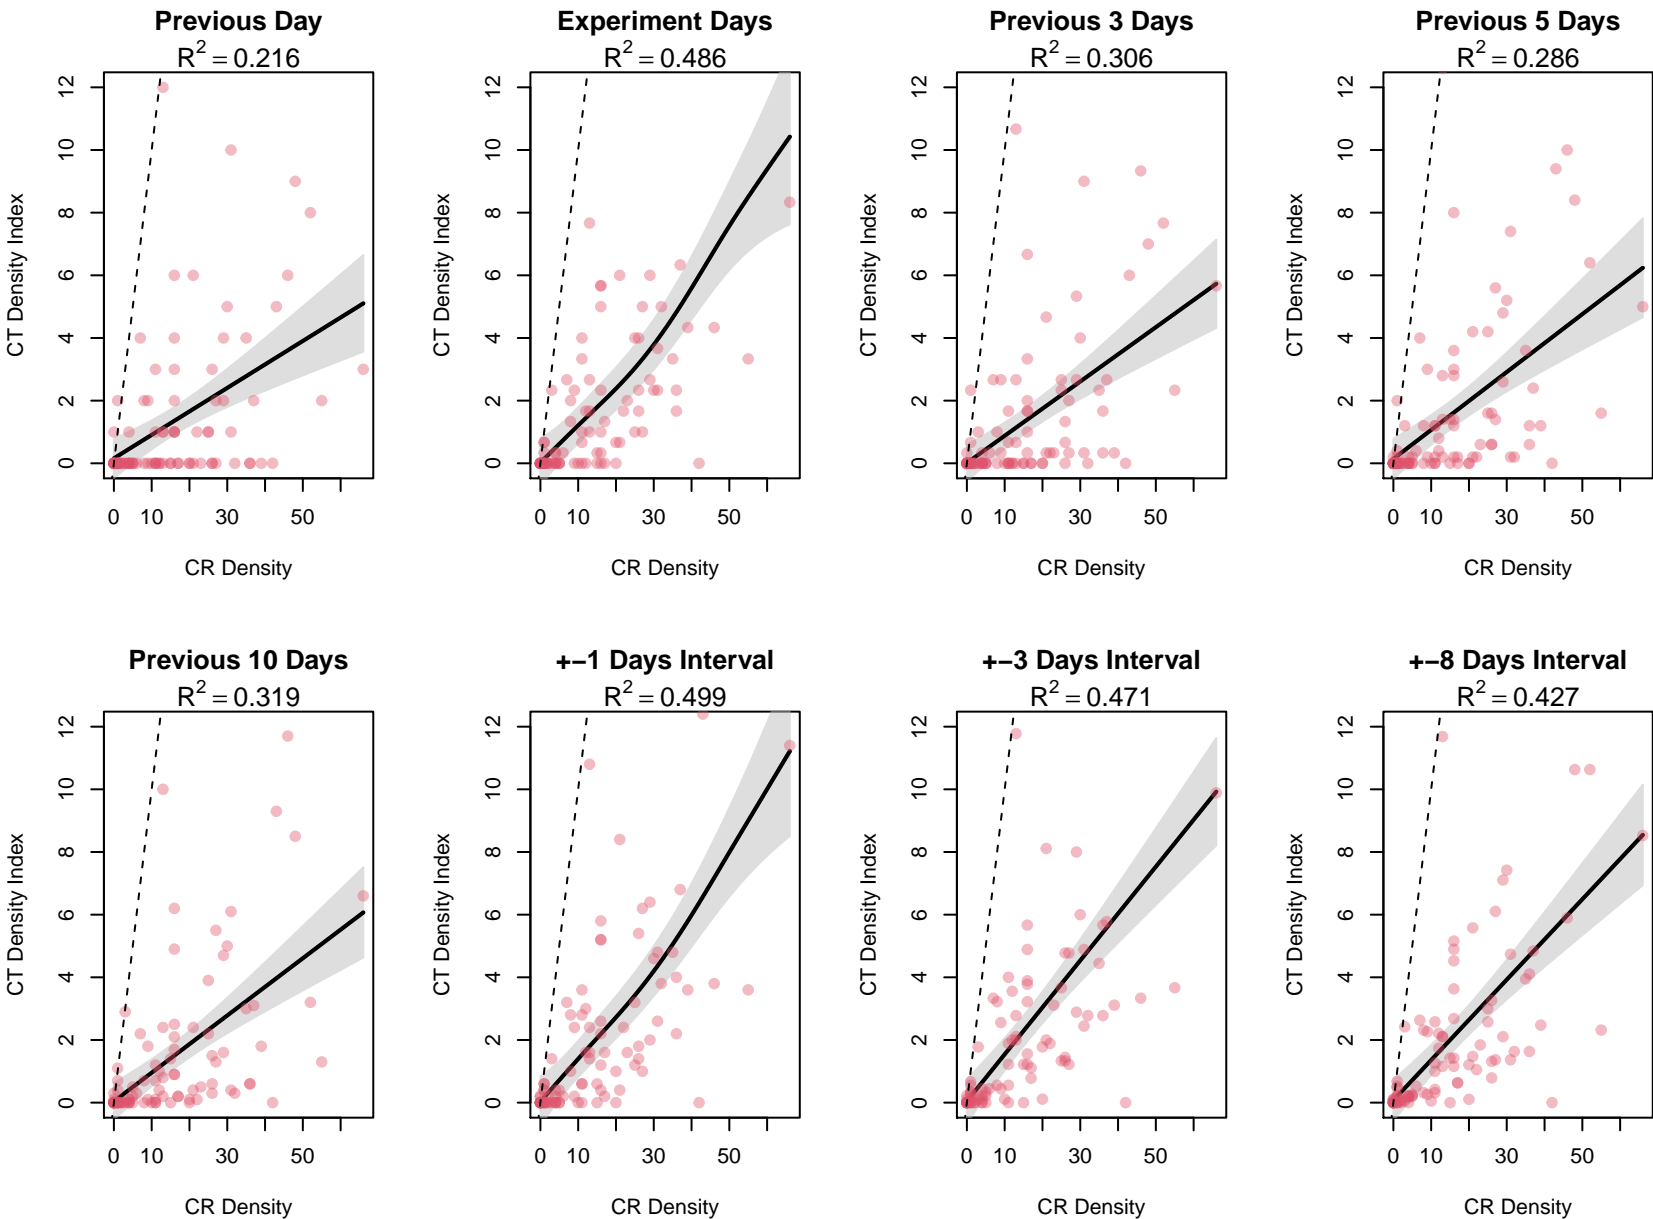 Previous Day
R² = 0.216
CT Density Index
0 2 4 6 8 10 12
0 10 30 50
CR Density
Experiment Days
R² = 0.486
CT Density Index
0 2 4 6 8 10 12
0 10 30 50
CR Density
Previous 3 Days
R² = 0.306
CT Density Index
0 2 4 6 8 10 12
0 10 30 50
CR Density
Previous 5 Days
R² = 0.286
CT Density Index
0 2 4 6 8 10 12
0 10 30 50
CR Density
Previous 10 Days
R² = 0.319
CT Density Index
0 2 4 6 8 10 12
0 10 30 50
CR Density
+−1 Days Interval
R² = 0.499
CT Density Index
0 2 4 6 8 10 12
0 10 30 50
CR Density
+−3 Days Interval
R² = 0.471
CT Density Index
0 2 4 6 8 10 12
0 10 30 50
CR Density
+−8 Days Interval
R² = 0.427
CT Density Index
0 2 4 6 8 10 12
0 10 30 50
CR Density